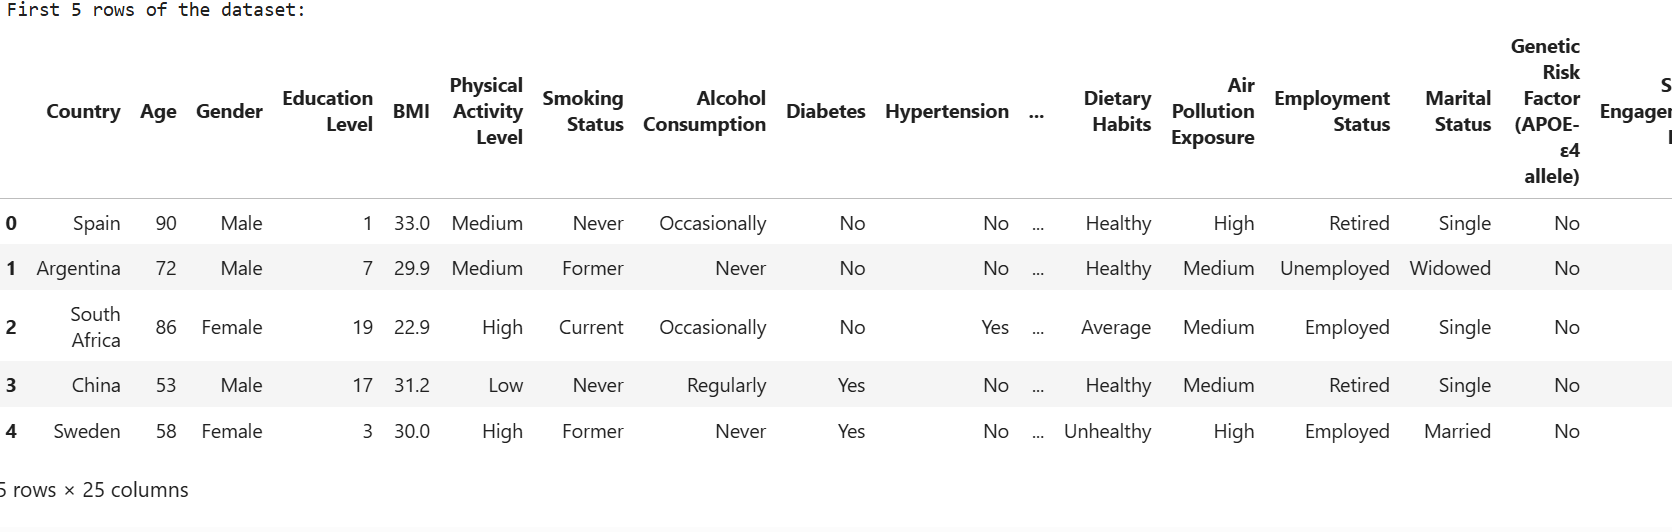 First 5 rows of the dataset:
Country Age Gender Education Level BMI Physical Activity Level Smoking Status Alcohol Consumption Diabetes Hypertension ... Dietary Habits Air Pollution Exposure Employment Status Marital Status Genetic Risk Factor (APOE-ε4 allele)
0 Spain 90 Male 1 33.0 Medium Never Occasionally No No ... Healthy High Retired Single No
1 Argentina 72 Male 7 29.9 Medium Former Never No No ... Healthy Medium Unemployed Widowed No
2 South Africa 86 Female 19 22.9 High Current Occasionally No Yes ... Average Medium Employed Single No
3 China 53 Male 17 31.2 Low Never Regularly Yes No ... Healthy Medium Retired Single No
4 Sweden 58 Female 3 30.0 High Former Never Yes No ... Unhealthy High Employed Married No
5 rows × 25 columns